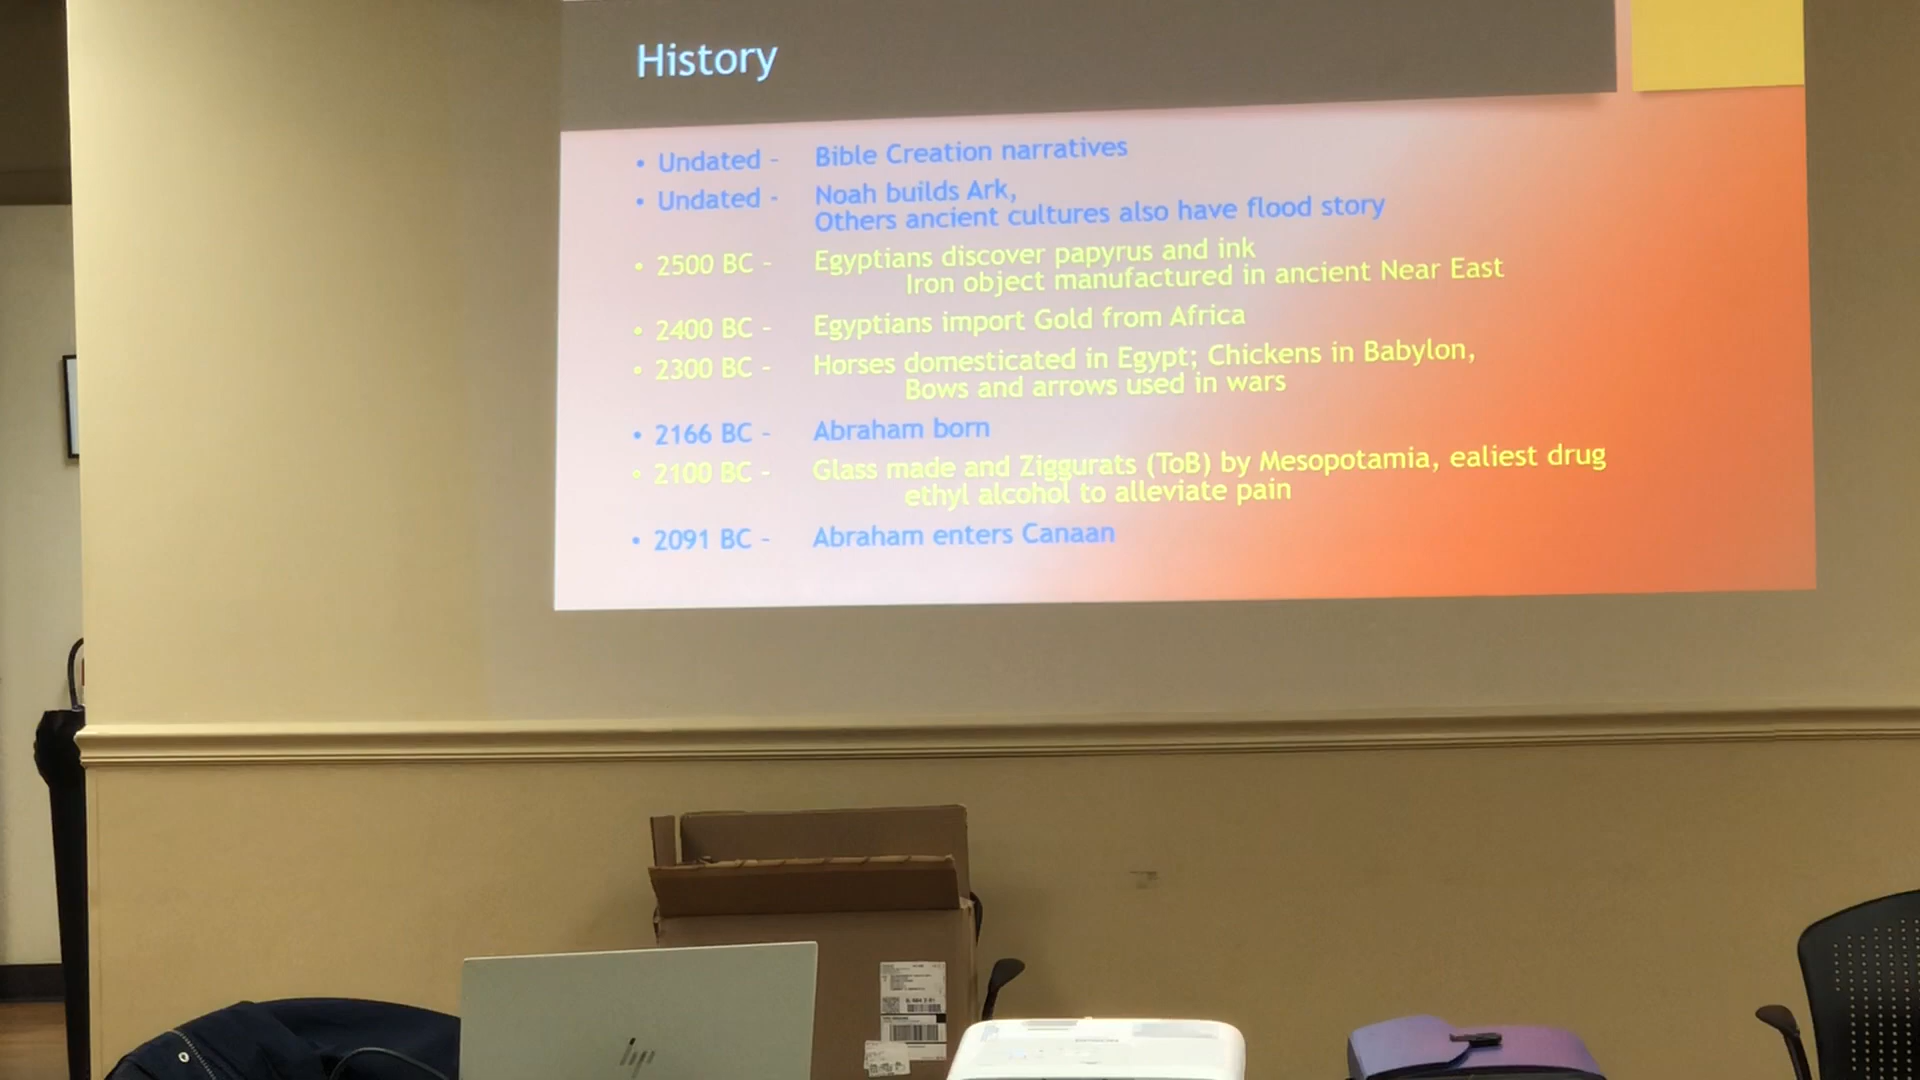 History
• Undated - Bible Creation narratives
• Undated - Noah builds Ark,
Others ancient cultures also have flood story
• 2500 BC - Egyptians discover papyrus and ink
Iron object manufactured in ancient Near East
• 2400 BC - Egyptians import Gold from Africa
• 2300 BC - Horses domesticated in Egypt; Chickens in Babylon,
Bows and arrows used in wars
• 2166 BC - Abraham born
• 2100 BC - Glass made and Ziggurats (ToB) by Mesopotamia, ealiest drug
ethyl alcohol to alleviate pain
• 2091 BC - Abraham enters Canaan
hp